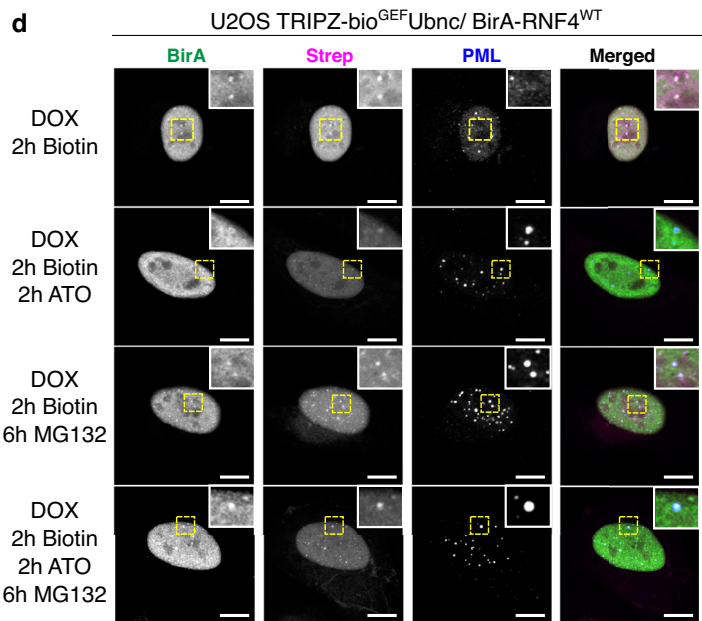 d
U2OS TRIPZ-bioGEFUbnc/ BirA-RNF4WT
BirA Strep PML Merged
DOX
2h Biotin
DOX
2h Biotin
2h ATO
DOX
2h Biotin
6h MG132
DOX
2h Biotin
2h ATO
6h MG132